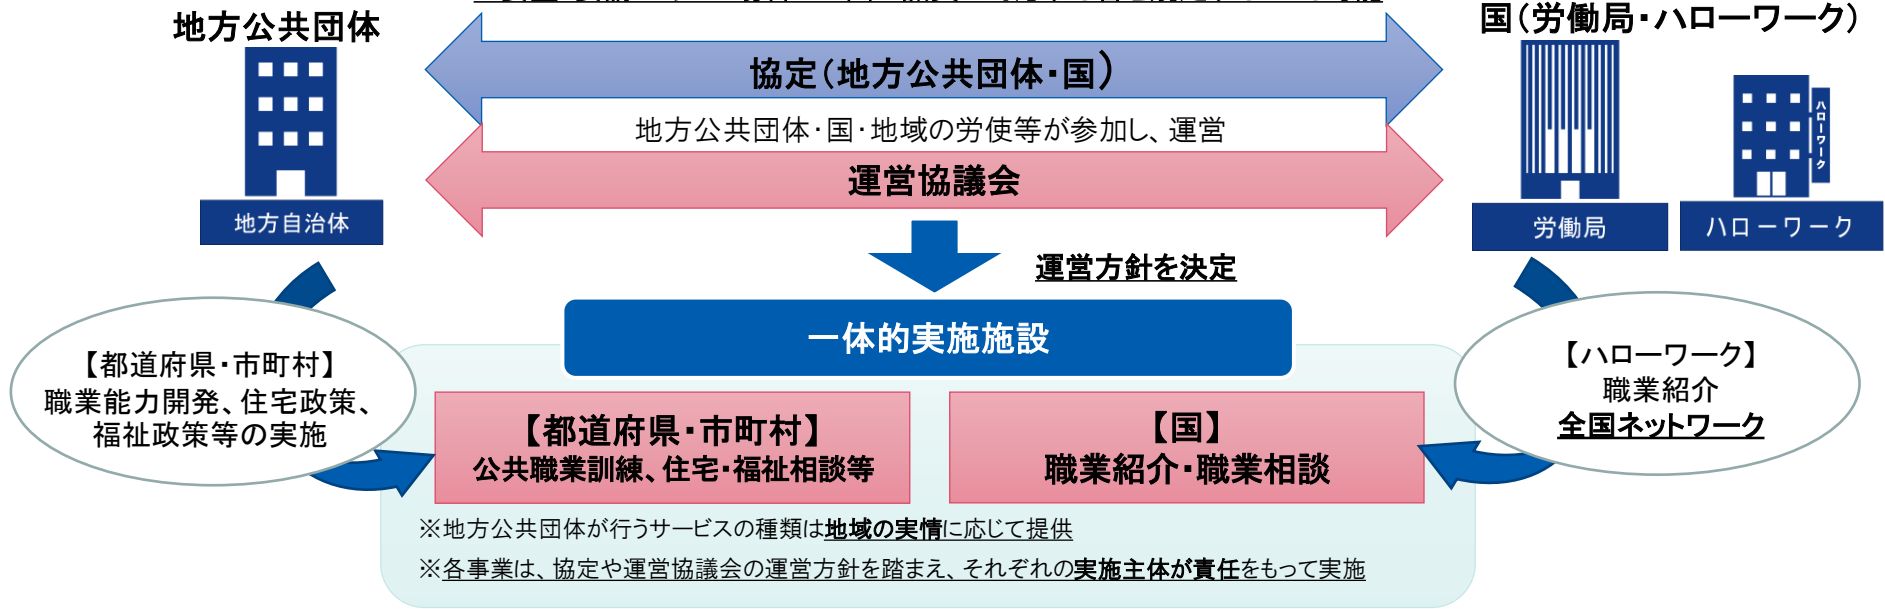 地方公共団体
国(労働局・ハローワーク)
協定(地方公共団体・国)
地方公共団体・国・地域の労使等が参加し、運営
運営協議会
地方自治体
労働局
ハローワーク
ハローワーク
運営方針を決定
一体的実施施設
【都道府県・市町村】
職業能力開発、住宅政策、
福祉政策等の実施
【ハローワーク】
職業紹介
全国ネットワーク
【都道府県・市町村】
公共職業訓練、住宅・福祉相談等
【国】
職業紹介・職業相談
※地方公共団体が行うサービスの種類は地域の実情に応じて提供
※各事業は、協定や運営協議会の運営方針を踏まえ、それぞれの実施主体が責任をもって実施